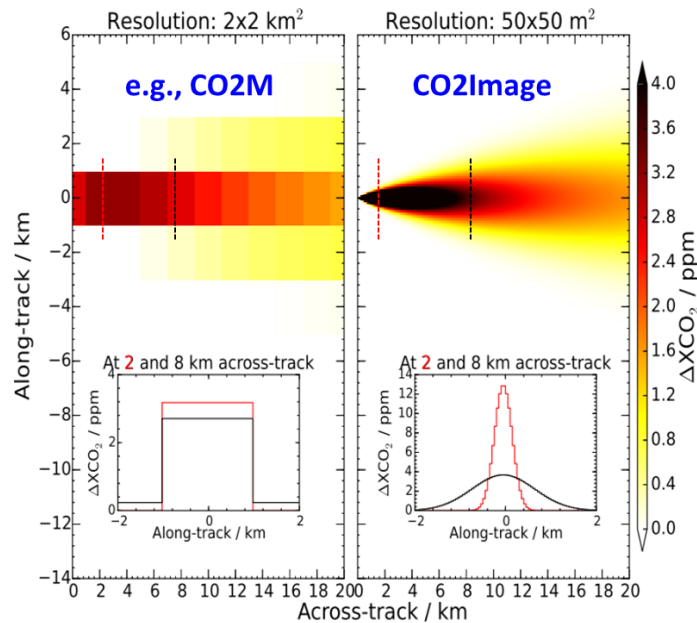 Resolution: 2x2 km²
Resolution: 50x50 m²
e.g., CO2M
CO2Image
Along-track / km
6
4
2
0
−2
−4
−6
−8
−10
−12
−14
At 2 and 8 km across-track
ΔXCO₂ / ppm
4
2
0
−2 0 2
Along-track / km
At 2 and 8 km across-track
ΔXCO₂ / ppm
14
12
10
8
6
4
2
0
−2 0 2
Along-track / km
0 2 4 6 8 10 12 14 16 18 20
0 2 4 6 8 10 12 14 16 18 20
Across-track / km
4.0
3.6
3.2
2.8
2.4
2.0
1.6
1.2
0.8
0.4
0.0
ΔXCO₂ / ppm